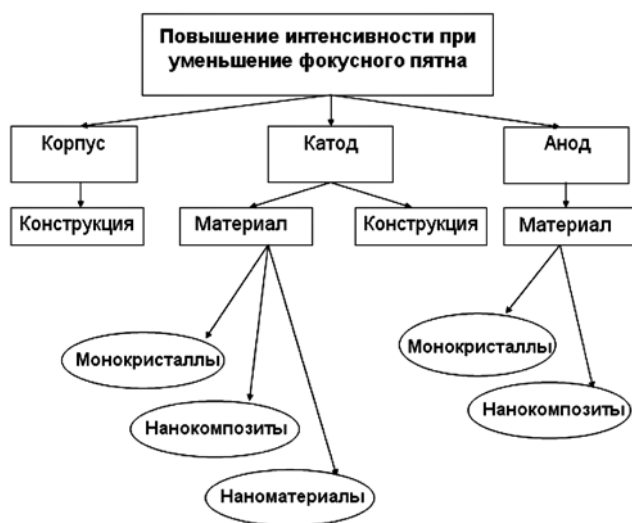 Повышение интенсивности при
уменьшение фокусного пятна
Корпус
Катод
Анод
Конструкция
Материал
Конструкция
Материал
Монокристаллы
Монокристаллы
Нанокомпозиты
Нанокомпозиты
Наноматериалы